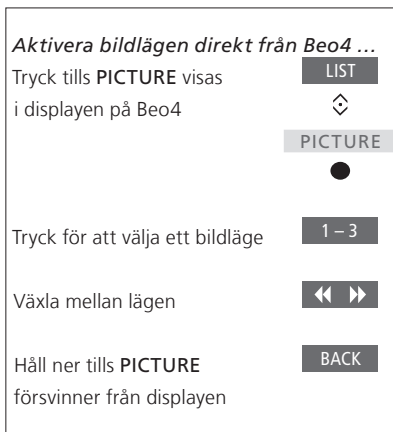 Aktivera bildlägen direkt från Beo4 ...
Tryck tills PICTURE visas LIST
i displayen på Beo4
PICTURE
Tryck för att välja ett bildläge 1 – 3
Växla mellan lägen
Håll ner tills PICTURE BACK
försvinner från displayen